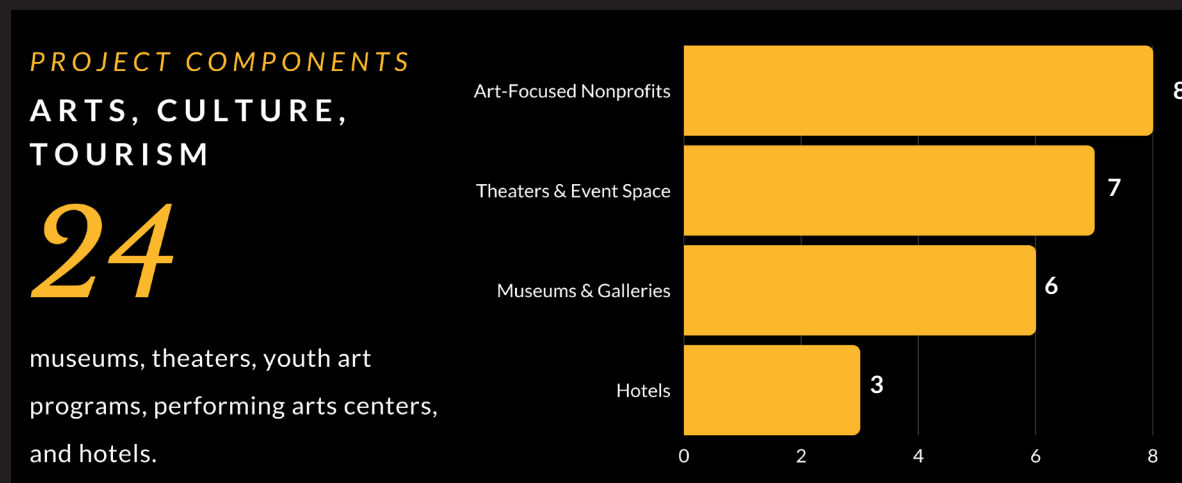 PROJECT COMPONENTS
ARTS, CULTURE,
TOURISM
24
museums, theaters, youth art
programs, performing arts centers,
and hotels.
Art-Focused Nonprofits
8
Theaters & Event Space
7
Museums & Galleries
6
Hotels
3
0 2 4 6 8